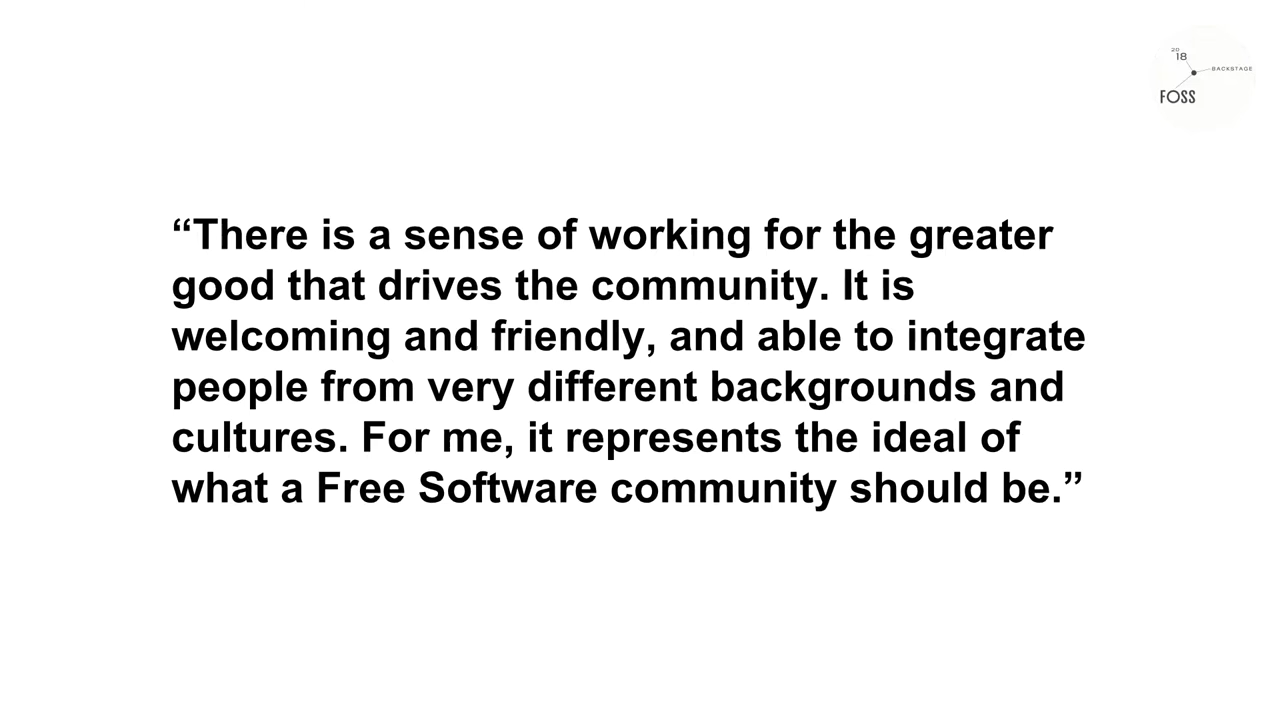 20
18
BACKSTAGE
FOSS
“There is a sense of working for the greater
good that drives the community. It is
welcoming and friendly, and able to integrate
people from very different backgrounds and
cultures. For me, it represents the ideal of
what a Free Software community should be.”